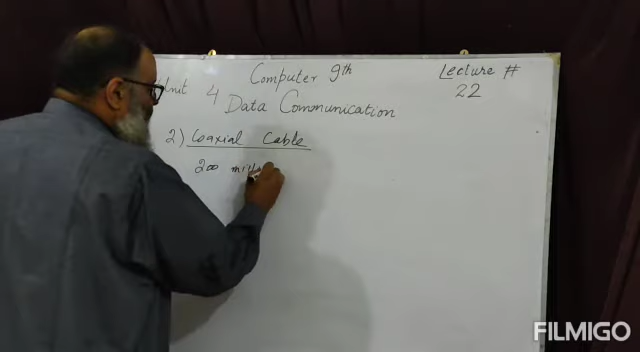 Unit 4 Computer 9th Lecture #
22
Data Communication
2) Coaxial Cable
200
FILMIGO